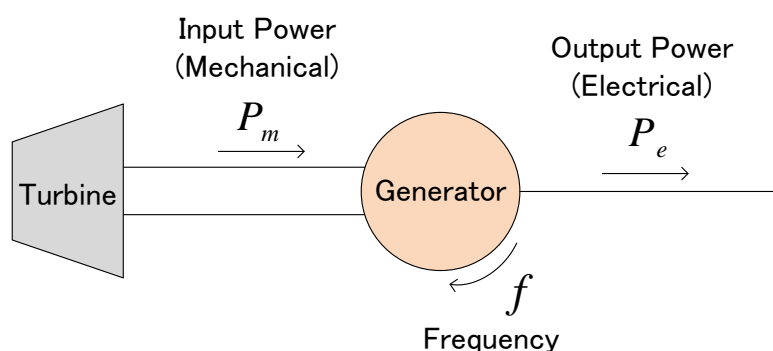 Input Power
(Mechanical)
P_m
Output Power
(Electrical)
P_e
Turbine
Generator
f
Frequency